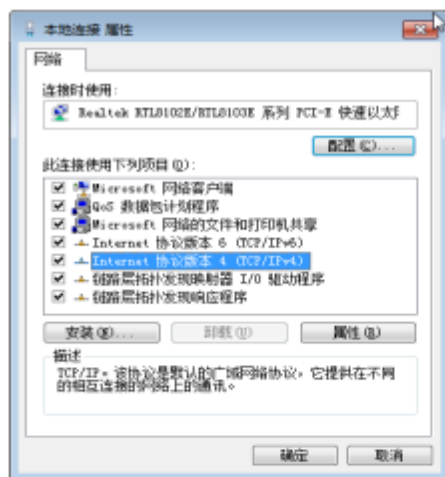 本地连接 属性
网络
连接时使用:
Realtek RTL8102E/RTL8103E 系列 PCI-E 快速以太
配置(C)...
此连接使用下列项目(O):
Microsoft 网络客户端
QoS 数据包计划程序
Microsoft 网络的文件和打印机共享
Internet 协议版本 6 (TCP/IPv6)
Internet 协议版本 4 (TCP/IPv4)
链路层拓扑发现映射器 I/O 驱动程序
链路层拓扑发现响应程序
安装(N)... 卸载(U) 属性(R)
描述
TCP/IP。该协议是默认的广域网络协议，它提供在不同
的相互连接的网络上的通讯。
确定 取消